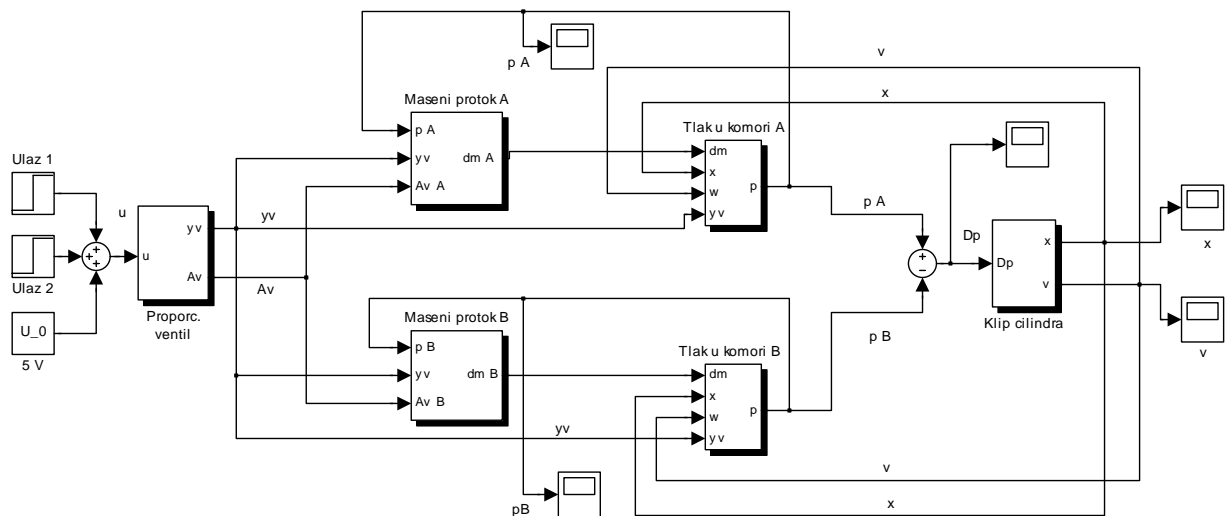 p A
v
x
Maseni protok A
p A
yv
Av A
dm A
Tlak u komori A
dm
x
w
yv
p
Ulaz 1
u
Ulaz 2
U_0
5 V
u
yv
Av
Proporc.
ventil
yv
Av
p A
p B
Dp
Dp
x
v
Klip cilindra
x
v
Maseni protok B
p B
yv
Av B
dm B
Tlak u komori B
dm
x
w
yv
p
yv
v
x
pB